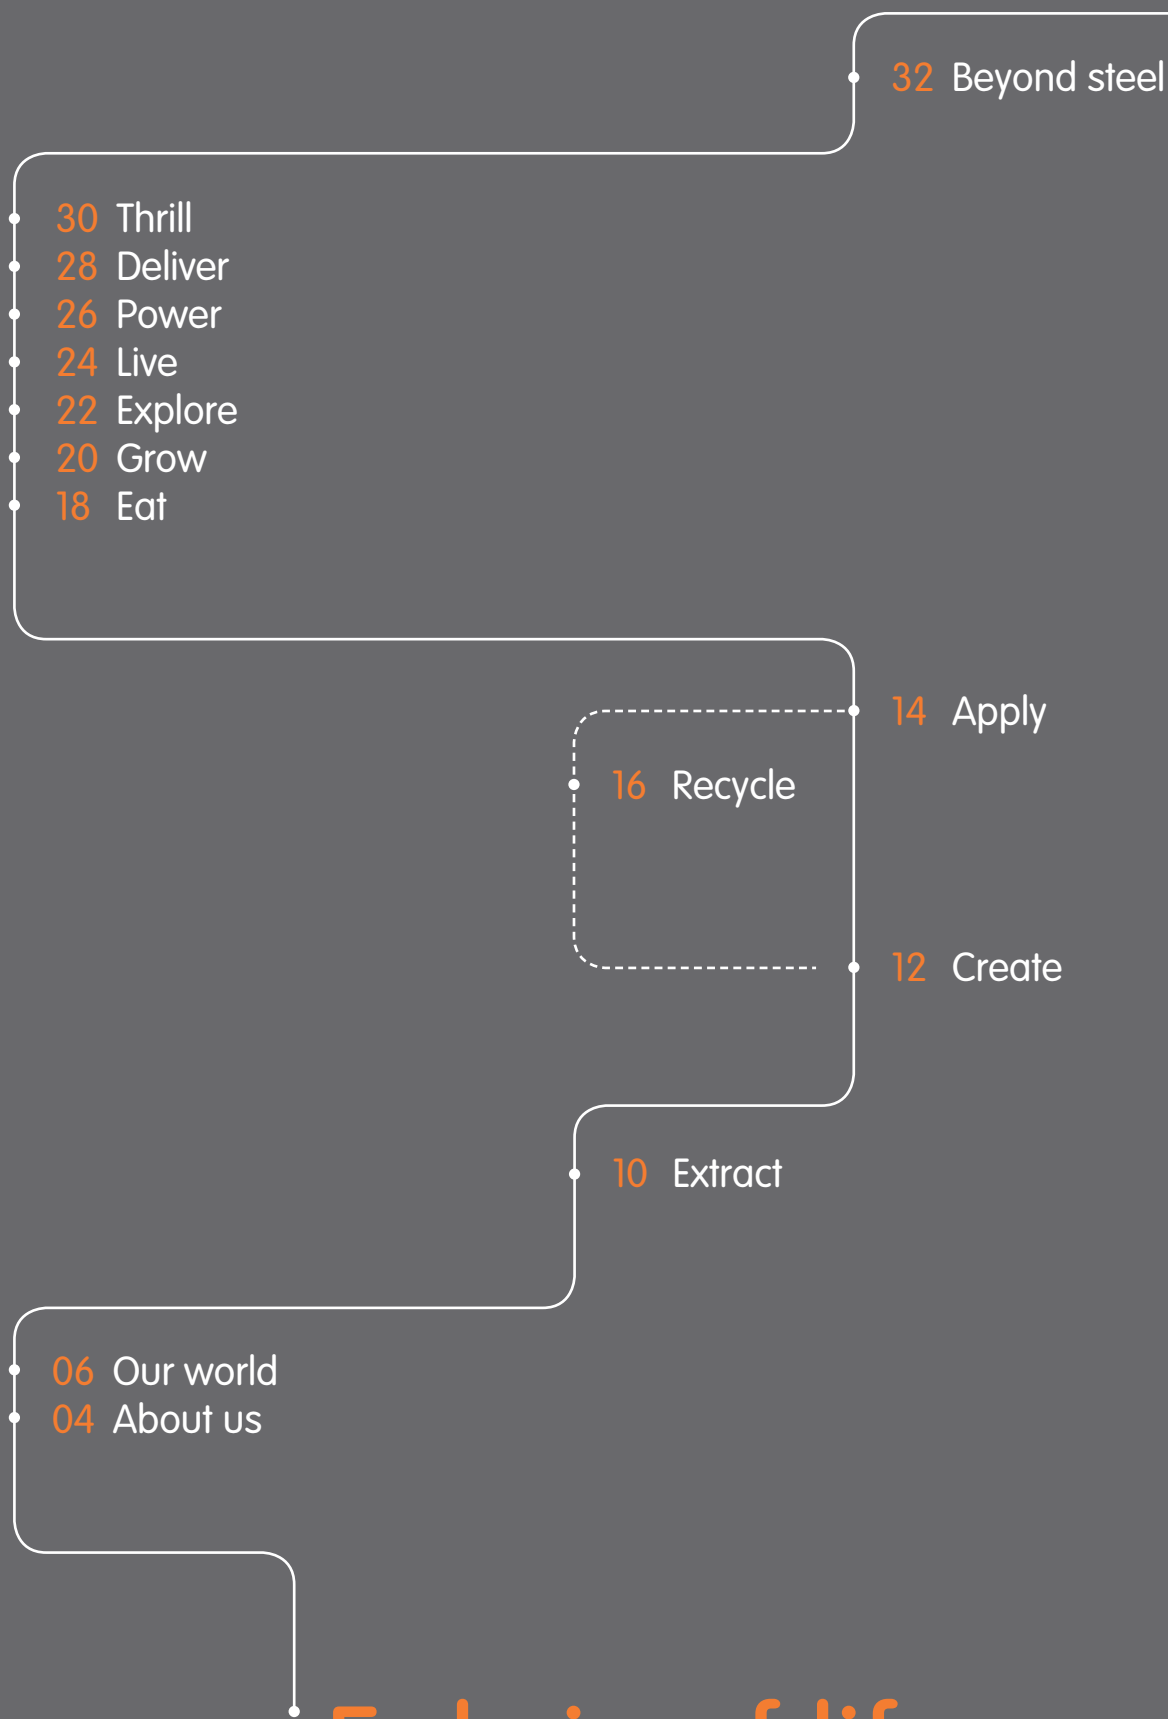 32 Beyond steel
30 Thrill
28 Deliver
26 Power
24 Live
22 Explore
20 Grow
18 Eat
14 Apply
16 Recycle
12 Create
10 Extract
06 Our world
04 About us